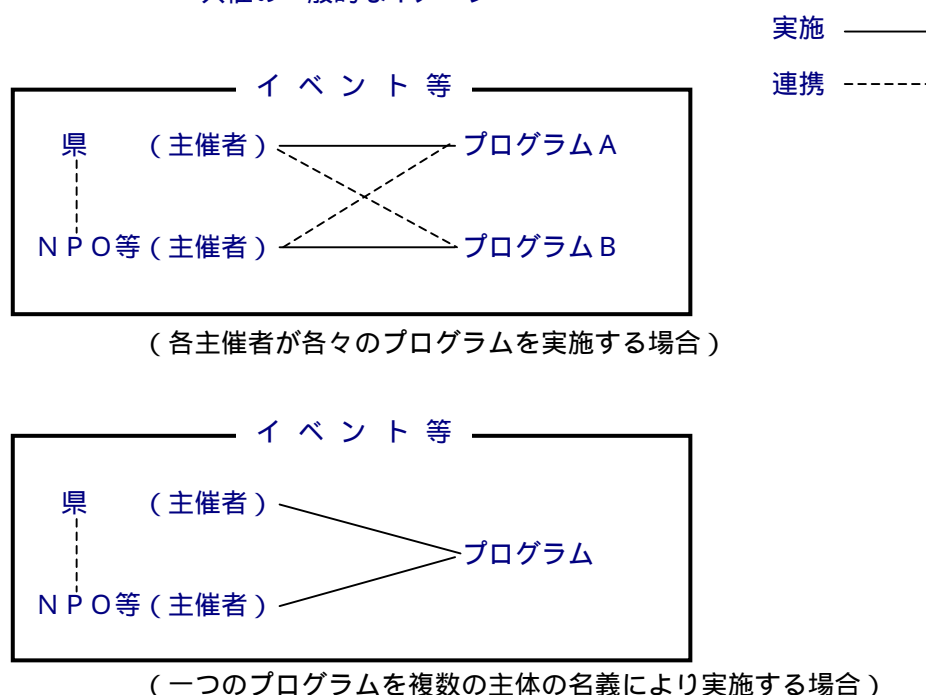 実施
イベント等
連携
県 (主催者) プログラムA
NPO等(主催者) プログラムB
(各主催者が各々のプログラムを実施する場合)
イベント等
県 (主催者)
プログラム
NPO等(主催者)
(一つのプログラムを複数の主体の名義により実施する場合)